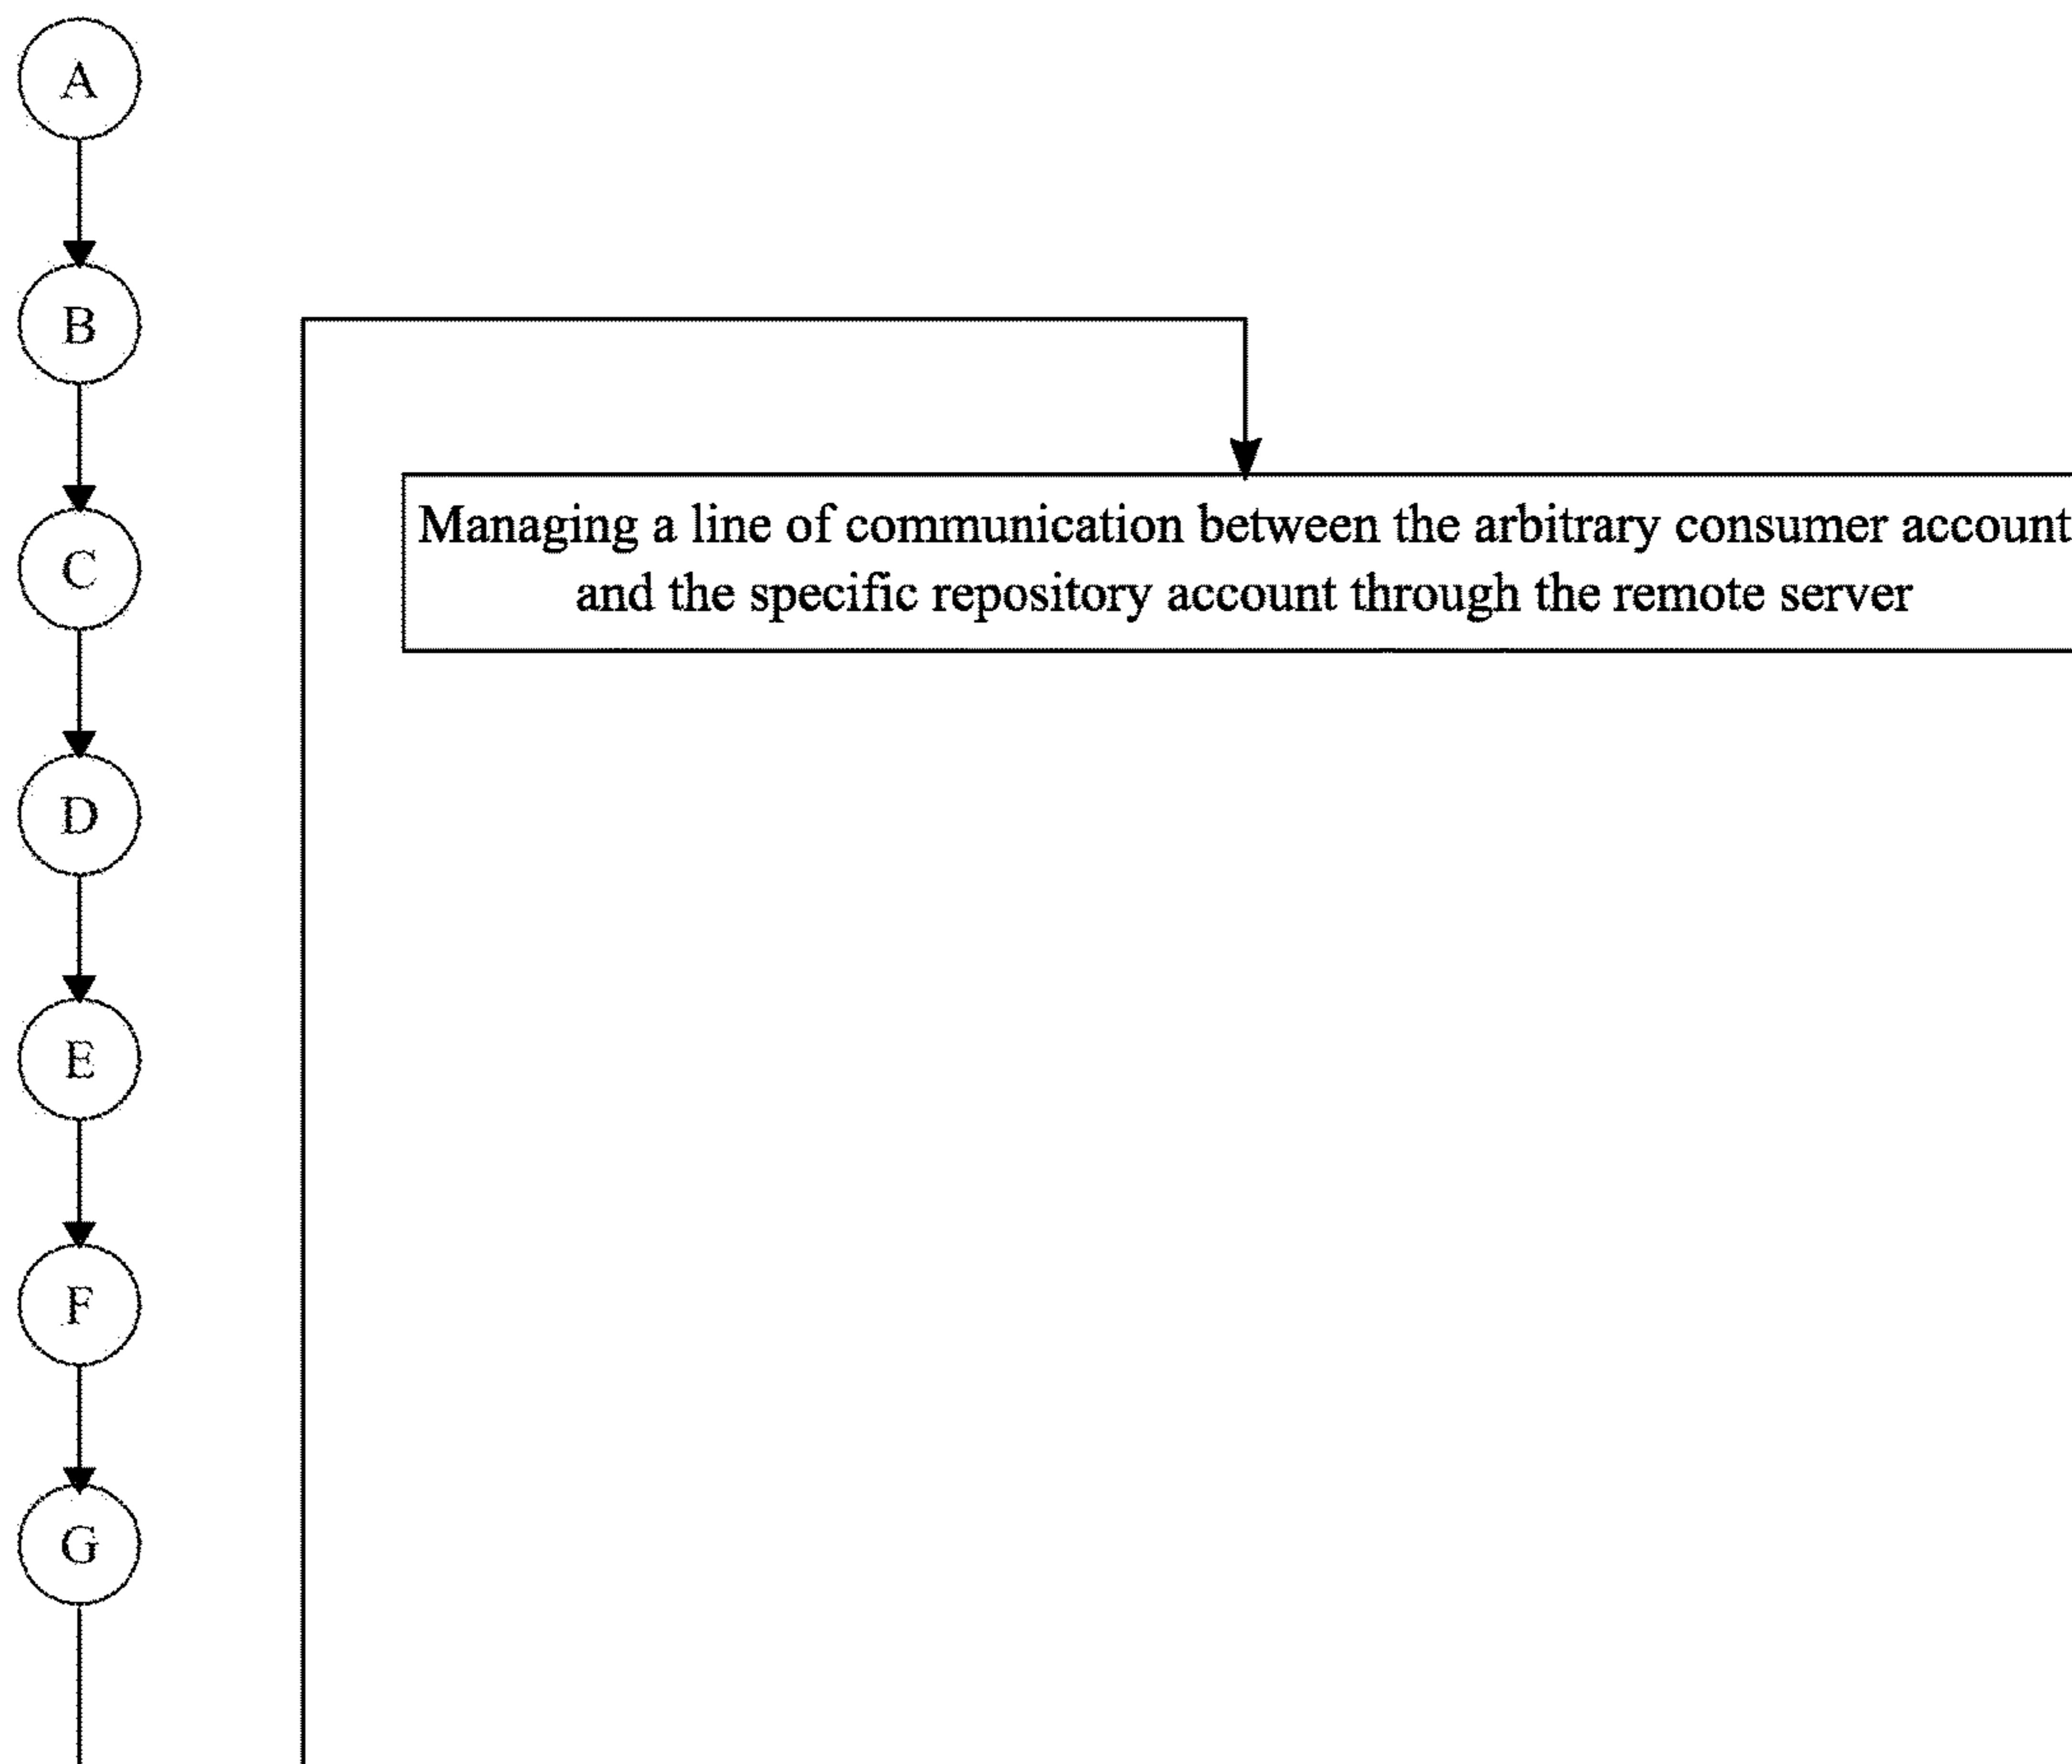 A
B
Managing a line of communication between the arbitrary consumer account
and the specific repository account through the remote server
C
D
E
F
G